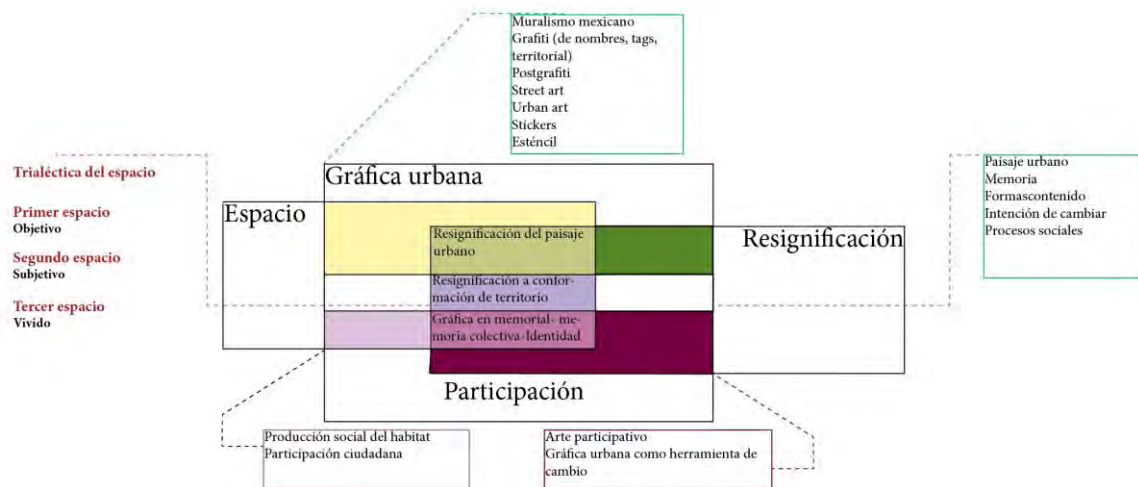 Muralismo mexicano
Grafiti (de nombres, tags,
territorial)
Postgrafiti
Street art
Urban art
Stickers
Esténcil
Trialéctica del espacio
Primer espacio
Objetivo
Segundo espacio
Subjetivo
Tercer espacio
Vivido
Gráfica urbana
Espacio
Resignificación del paisaje
urbano
Resignificación a confor-
mación de territorio
Gráfica en memorial- me-
moria colectiva-Identidad
Participación
Resignificación
Paisaje urbano
Memoria
Formascontenido
Intención de cambiar
Procesos sociales
Producción social del habitat
Participación ciudadana
Arte participativo
Gráfica urbana como herramienta de
cambio